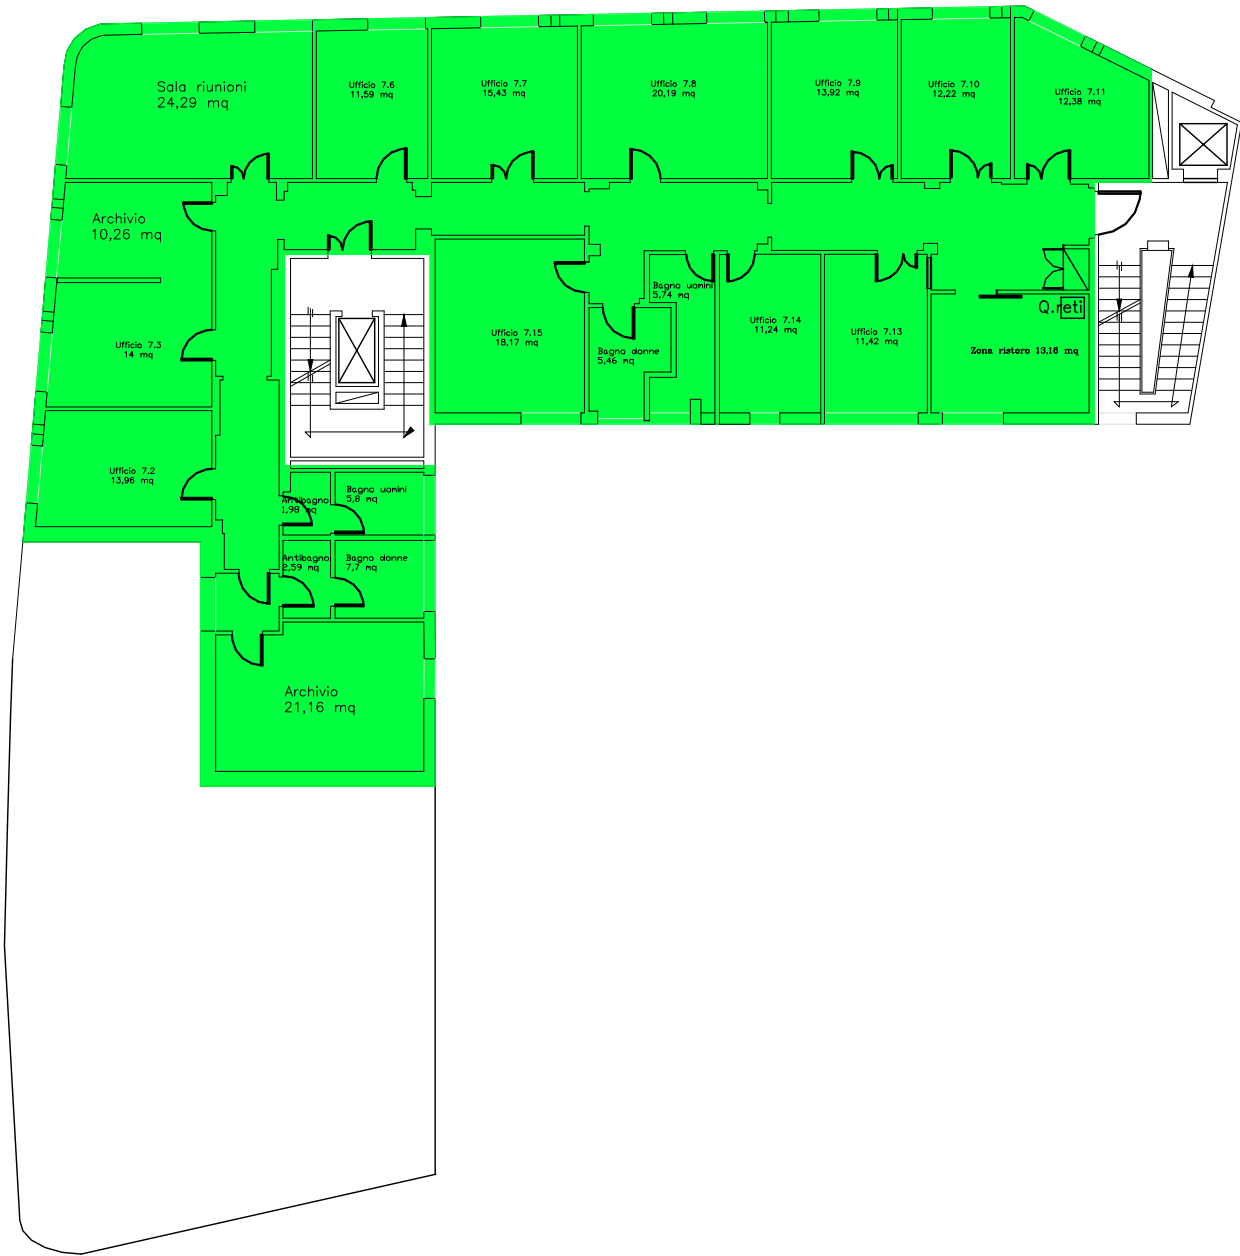 Sala riunioni
24,29 mq
Ufficio 7.6
11,59 mq
Ufficio 7.7
15,43 mq
Ufficio 7.8
20,19 mq
Ufficio 7.9
13,92 mq
Ufficio 7.10
12,22 mq
Ufficio 7.11
12,38 mq
Archivio
10,26 mq
Ufficio 7.3
14 mq
Ufficio 7.15
18,17 mq
Bagno uomini
5,74 mq
Bagno donne
5,46 mq
Ufficio 7.14
11,24 mq
Ufficio 7.13
11,42 mq
Q.reti
Zona ristoro 13,16 mq
Ufficio 7.2
13,96 mq
Antibagno
1,98 mq
Bagno uomini
5,8 mq
Antibagno
2,59 mq
Bagno donne
7,7 mq
Archivio
21,16 mq